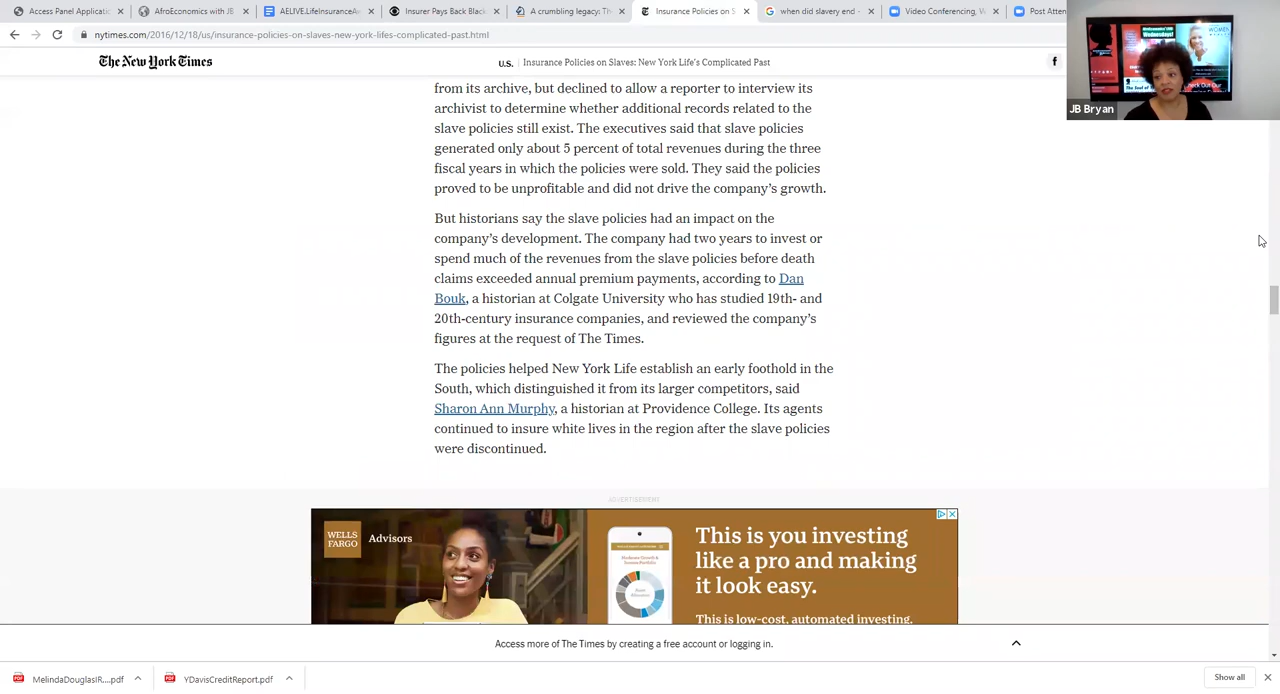 Access Panel Applicatio
AfroEconomics with JB
AELIVE.LifeInsuranceAw
Insurer Pays Back Black
A crumbling legacy: Th
Insurance Policies on S
when did slavery end -
Video Conferencing, W
Post Atten
nytimes.com/2016/12/18/us/insurance-policies-on-slaves-new-york-lifes-complicated-past.html
The New York Times
U.S. | Insurance Policies on Slaves: New York Life's Complicated Past
JB Bryan
from its archive, but declined to allow a reporter to interview its
archivist to determine whether additional records related to the
slave policies still exist. The executives said that slave policies
generated only about 5 percent of total revenues during the three
fiscal years in which the policies were sold. They said the policies
proved to be unprofitable and did not drive the company's growth.
But historians say the slave policies had an impact on the
company's development. The company had two years to invest or
spend much of the revenues from the slave policies before death
claims exceeded annual premium payments, according to Dan
Bouk, a historian at Colgate University who has studied 19th- and
20th-century insurance companies, and reviewed the company's
figures at the request of The Times.
The policies helped New York Life establish an early foothold in the
South, which distinguished it from its larger competitors, said
Sharon Ann Murphy, a historian at Providence College. Its agents
continued to insure white lives in the region after the slave policies
were discontinued.
ADVERTISEMENT
WELLS
FARGO
Advisors
This is you investing
like a pro and making
it look easy.
This is low-cost, automated investing.
Access more of The Times by creating a free account or logging in.
MelindaDouglasIR....pdf
YDavisCreditReport.pdf
Show all